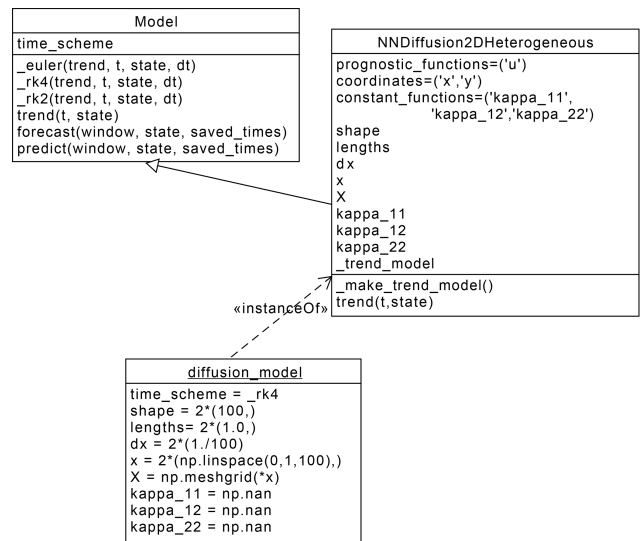 Model
time_scheme
_euler(trend, t, state, dt)
_rk4(trend, t, state, dt)
_rk2(trend, t, state, dt)
trend(t, state)
forecast(window, state, saved_times)
predict(window, state, saved_times)
NNDiffusion2DHeterogeneous
prognostic_functions=('u')
coordinates=('x','y')
constant_functions=('kappa_11',
'kappa_12','kappa_22')
shape
lengths
dx
x
X
kappa_11
kappa_12
kappa_22
_trend_model
_make_trend_model()
trend(t,state)
«instanceOf»
diffusion_model
time_scheme = _rk4
shape = 2*(100,)
lengths= 2*(1.0,)
dx = 2*(1./100)
x = 2*(np.linspace(0,1,100),)
X = np.meshgrid(*x)
kappa_11 = np.nan
kappa_12 = np.nan
kappa_22 = np.nan